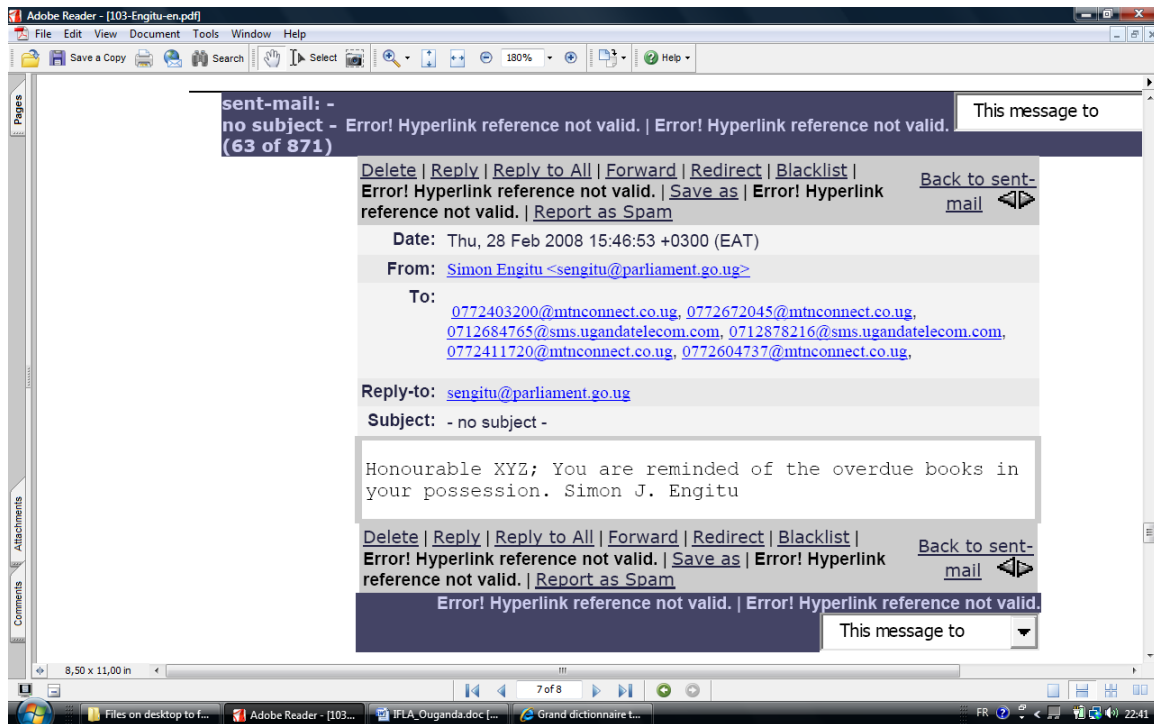 Adobe Reader - [103-Engitu-en.pdf]
File Edit View Document Tools Window Help
Save a Copy Search Select 180% Help
Pages
sent-mail: -
no subject - Error! Hyperlink reference not valid. | Error! Hyperlink reference not valid. This message to
(63 of 871)
Delete | Reply | Reply to All | Forward | Redirect | Blacklist |
Error! Hyperlink reference not valid. | Save as | Error! Hyperlink
reference not valid. | Report as Spam
Back to sent-
mail
Date: Thu, 28 Feb 2008 15:46:53 +0300 (EAT)
From: Simon Engitu <sengitu@parliament.go.ug>
To:
0772403200@mtnconnect.co.ug, 0772672045@mtnconnect.co.ug,
0712684765@sms.ugandatelecom.com, 0712878216@sms.ugandatelecom.com,
0772411720@mtnconnect.co.ug, 0772604737@mtnconnect.co.ug,
Reply-to: sengitu@parliament.go.ug
Subject: - no subject -
Honourable XYZ; You are reminded of the overdue books in
your possession. Simon J. Engitu
Attachments
Comments
Delete | Reply | Reply to All | Forward | Redirect | Blacklist |
Error! Hyperlink reference not valid. | Save as | Error! Hyperlink
reference not valid. | Report as Spam
Back to sent-
mail
Error! Hyperlink reference not valid. | Error! Hyperlink reference not valid.
This message to
8,50 x 11,00 in
7 of 8
Files on desktop to f... Adobe Reader - [103... IFLA_Ouganda.doc [... Grand dictionnaire t... FR 22:41